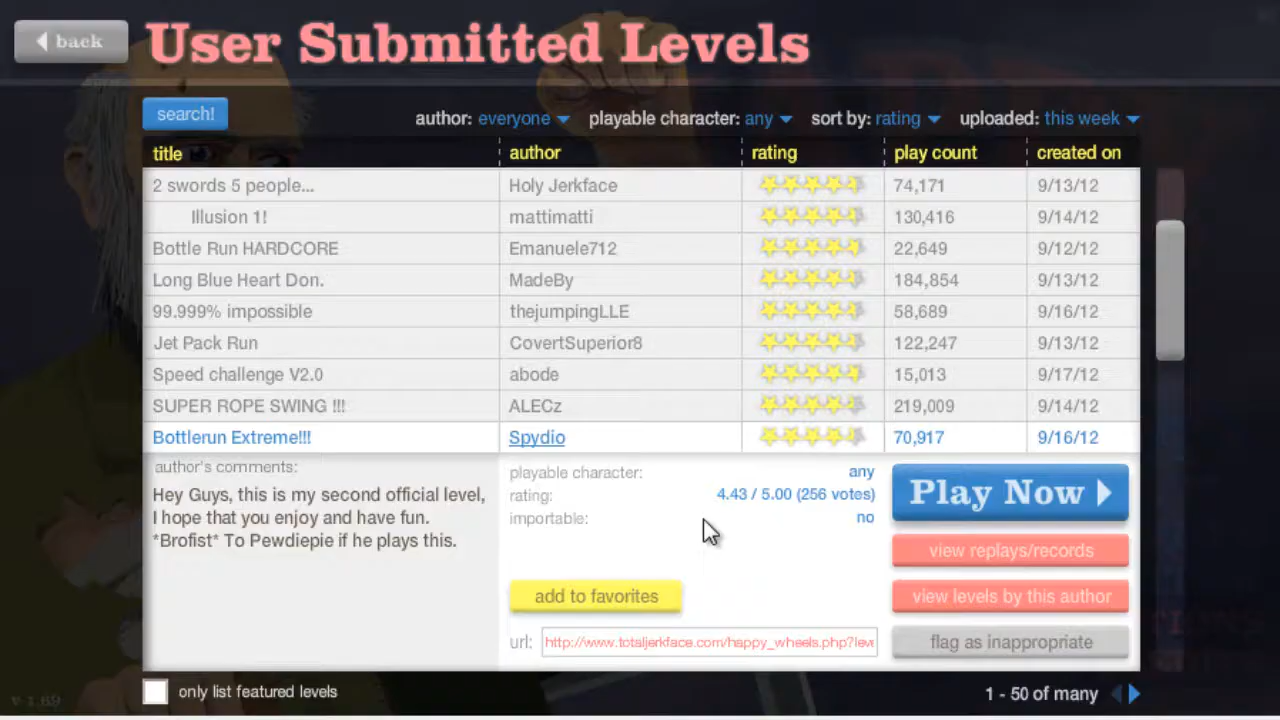 back
User Submitted Levels
search!
author: everyone playable character: any sort by: rating uploaded: this week
title author rating play count created on
2 swords 5 people... Holy Jerkface 74,171 9/13/12
Illusion 1! mattimatti 130,416 9/14/12
Bottle Run HARDCORE Emanuele712 22,649 9/12/12
Long Blue Heart Don. MadeBy 184,854 9/13/12
99.999% impossible thejumpingLLE 58,689 9/16/12
Jet Pack Run CovertSuperior8 122,247 9/13/12
Speed challenge V2.0 abode 15,013 9/17/12
SUPER ROPE SWING !!! ALECz 219,009 9/14/12
Bottlerun Extreme!!! Spydio 70,917 9/16/12
author's comments:
Hey Guys, this is my second official level,
I hope that you enjoy and have fun.
*Brofist* To Pewdiepie if he plays this.
playable character: any
rating: 4.43 / 5.00 (256 votes)
importable: no
add to favorites
url: http://www.totaljerkface.com/happy_wheels.php?leve
Play Now
view replays/records
view levels by this author
flag as inappropriate
v 1.69
only list featured levels
1 - 50 of many